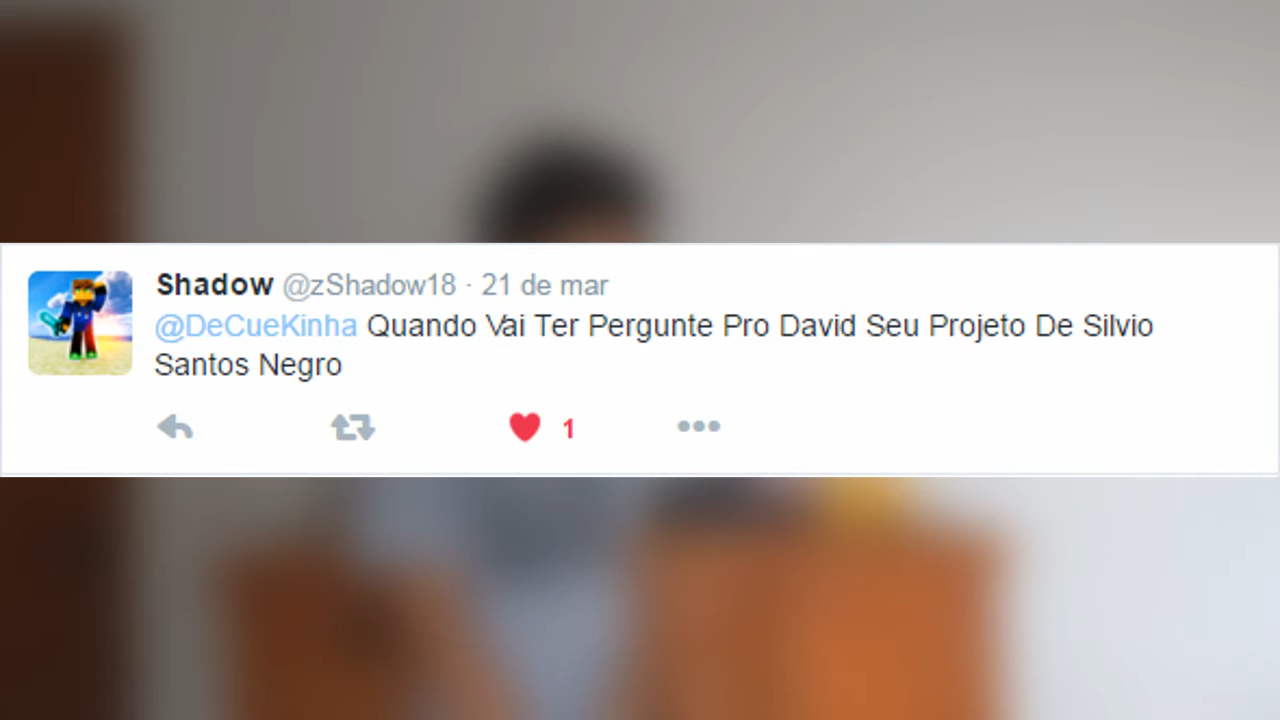 Shadow @zShadow18 · 21 de mar
@DeCueKinha Quando Vai Ter Pergunte Pro David Seu Projeto De Silvio
Santos Negro
1